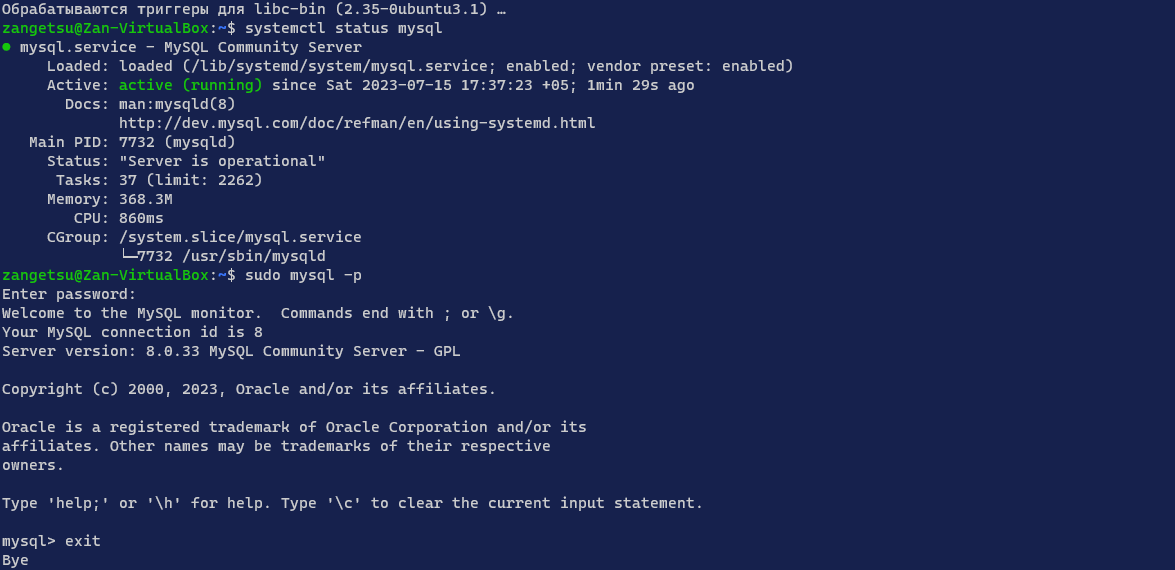 Обрабатываются триггеры для libc-bin (2.35-0ubuntu3.1) …
zangetsu@Zan-VirtualBox:~$ systemctl status mysql
● mysql.service - MySQL Community Server
     Loaded: loaded (/lib/systemd/system/mysql.service; enabled; vendor preset: enabled)
     Active: active (running) since Sat 2023-07-15 17:37:23 +05; 1min 29s ago
       Docs: man:mysqld(8)
             http://dev.mysql.com/doc/refman/en/using-systemd.html
   Main PID: 7732 (mysqld)
     Status: "Server is operational"
      Tasks: 37 (limit: 2262)
     Memory: 368.3M
        CPU: 860ms
     CGroup: /system.slice/mysql.service
             └─7732 /usr/sbin/mysqld
zangetsu@Zan-VirtualBox:~$ sudo mysql -p
Enter password:
Welcome to the MySQL monitor.  Commands end with ; or \g.
Your MySQL connection id is 8
Server version: 8.0.33 MySQL Community Server - GPL

Copyright (c) 2000, 2023, Oracle and/or its affiliates.

Oracle is a registered trademark of Oracle Corporation and/or its
affiliates. Other names may be trademarks of their respective
owners.

Type 'help;' or '\h' for help. Type '\c' to clear the current input statement.

mysql> exit
Bye